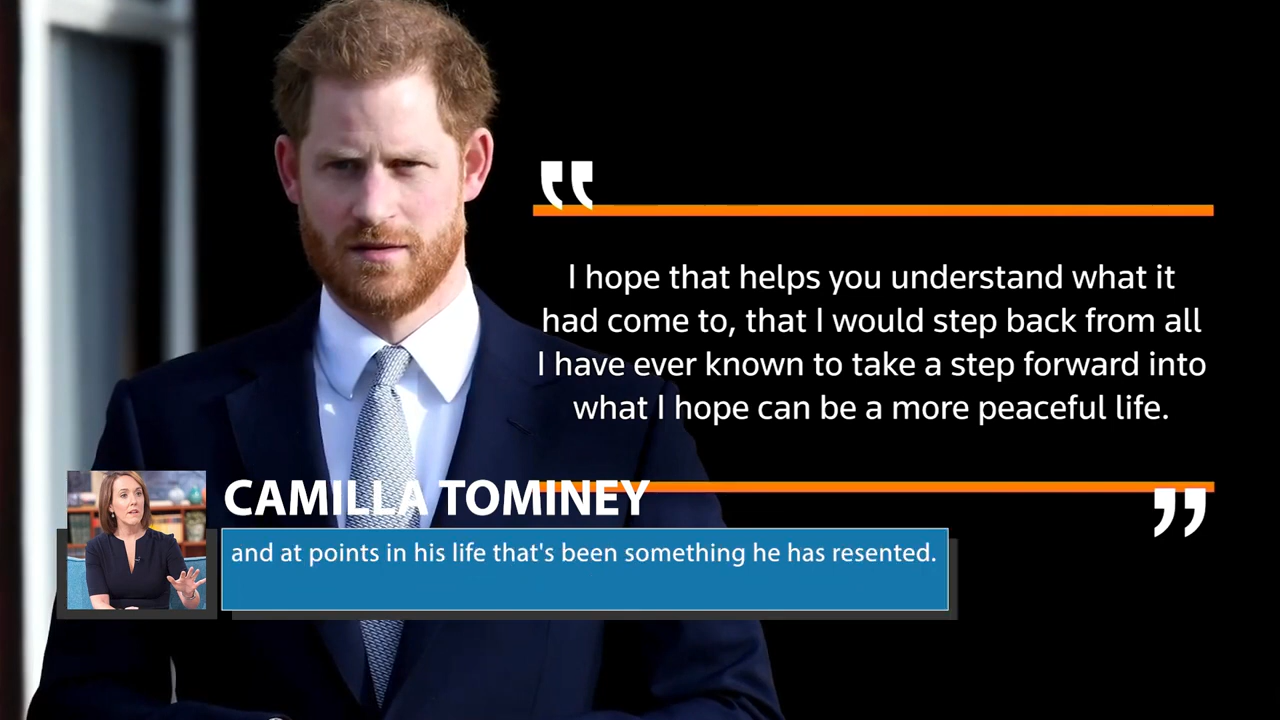 “
I hope that helps you understand what it
had come to, that I would step back from all
I have ever known to take a step forward into
what I hope can be a more peaceful life.
”
CAMILLA TOMINEY
and at points in his life that's been something he has resented.